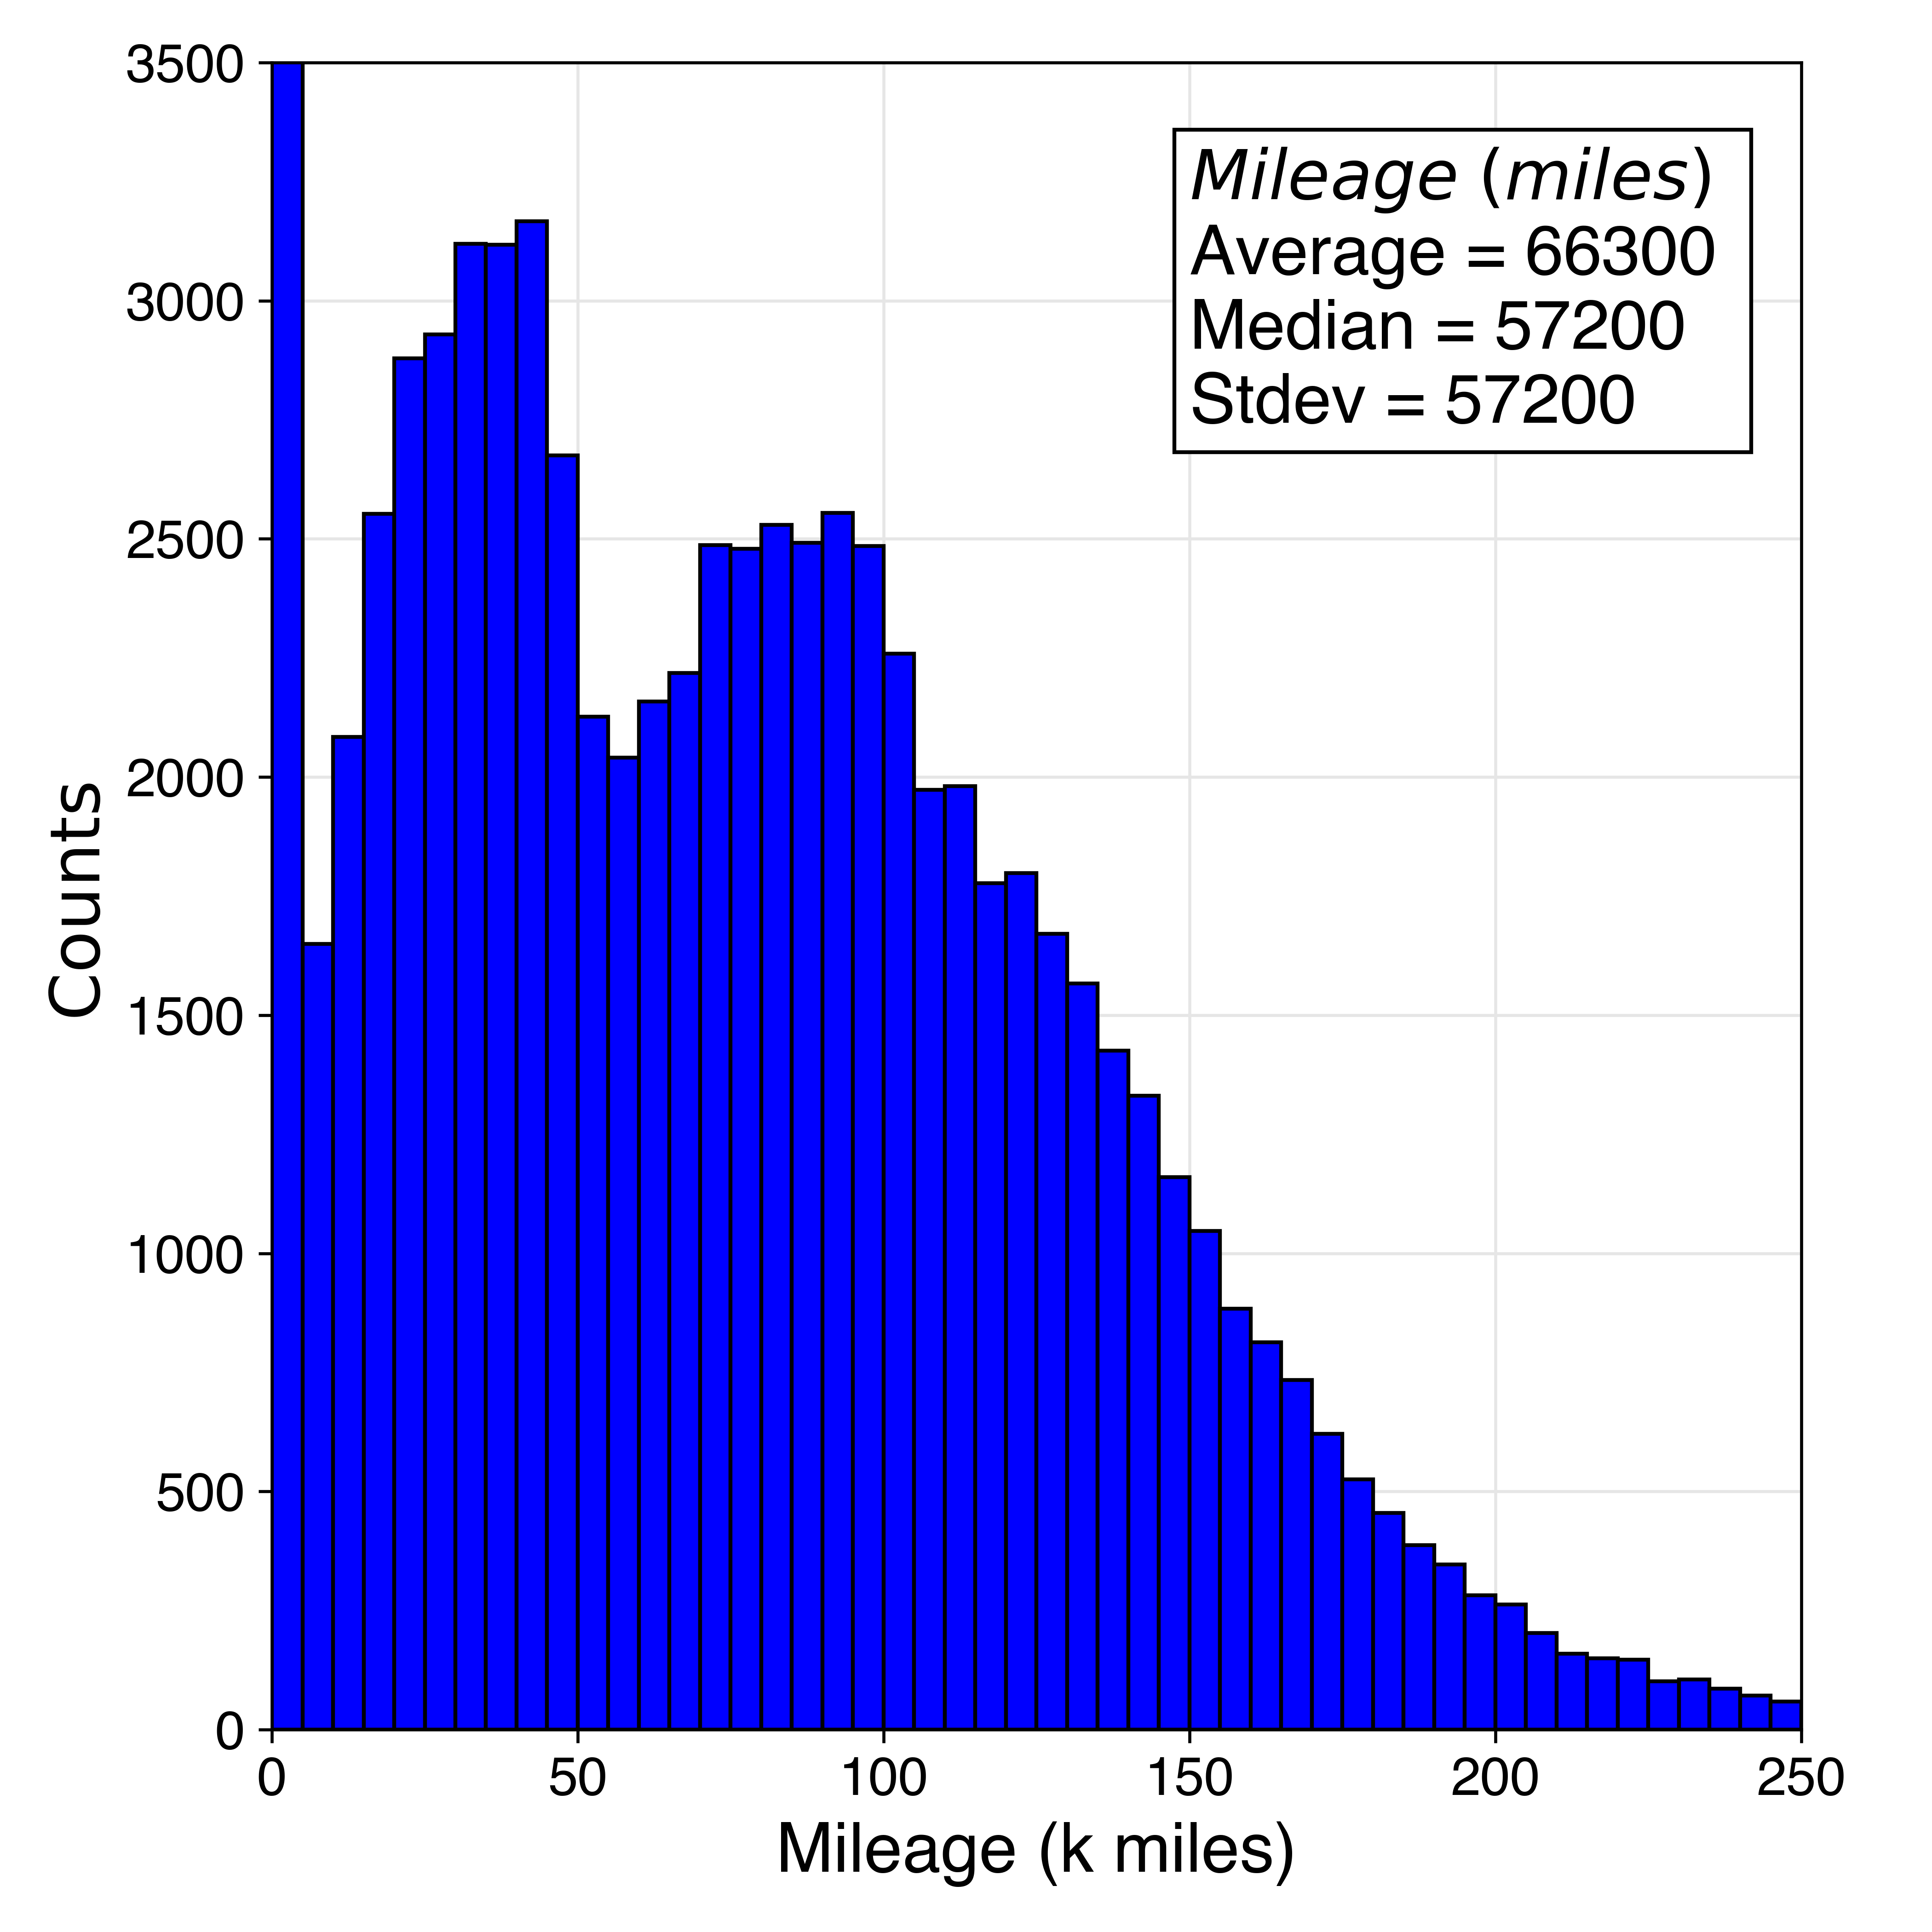 3500
3000
2500
2000
1500
1000
500
0
Counts
Mileage (miles)
Average = 66300
Median = 57200
Stdev = 57200
0 50 100 150 200 250
Mileage (k miles)